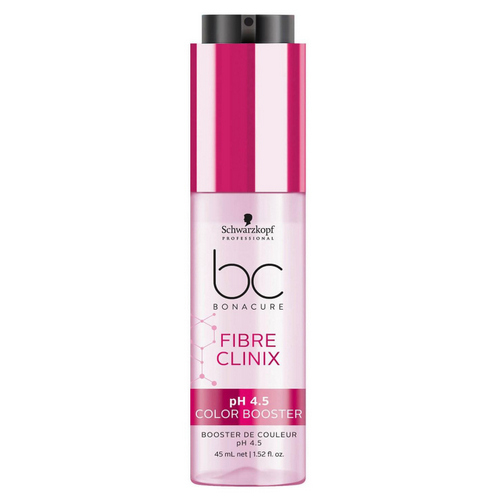 Schwarzkopf
PROFESSIONAL
bc
BONACURE
FIBRE
CLINIX
pH 4.5
COLOR BOOSTER
BOOSTER DE COULEUR
pH 4.5
45 mL net | 1.52 fl. oz.